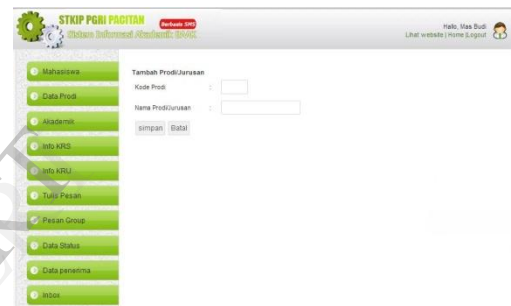 STKIP PGRI PACITAN Berbasis SMS
Sistem Informasi Akademik BAAK
Hallo, Mas Budi
Lihat website | Home |Logout
Mahasiswa
Data Prodi
Akademik
Info KRS
Info KRU
Tulis Pesan
Pesan Group
Data Status
Data penerima
Inbox
Tambah Prodi/Jurusan
Kode Prodi :
Nama Prodi/Jurusan :
simpan Batal